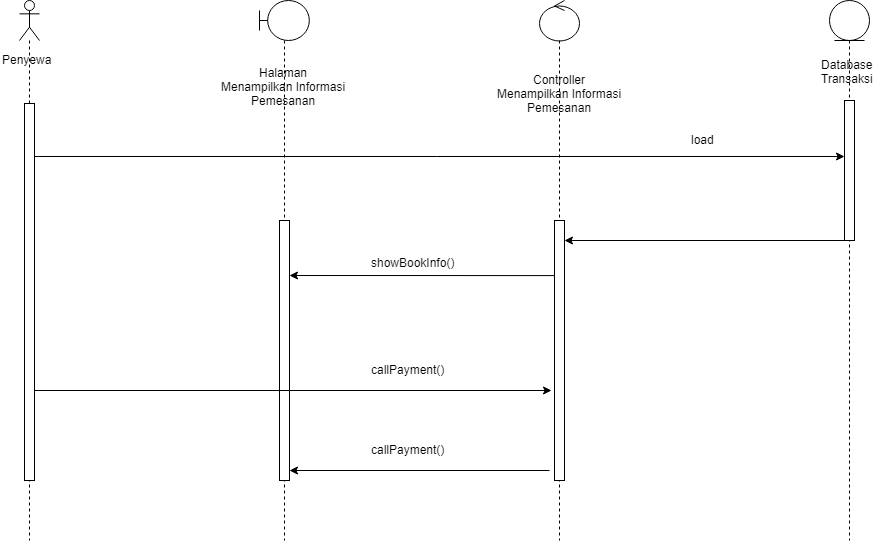 Penyewa
Halaman
Menampilkan Informasi
Pemesanan
Controller
Menampilkan Informasi
Pemesanan
Database
Transaksi
load
showBookInfo()
callPayment()
callPayment()